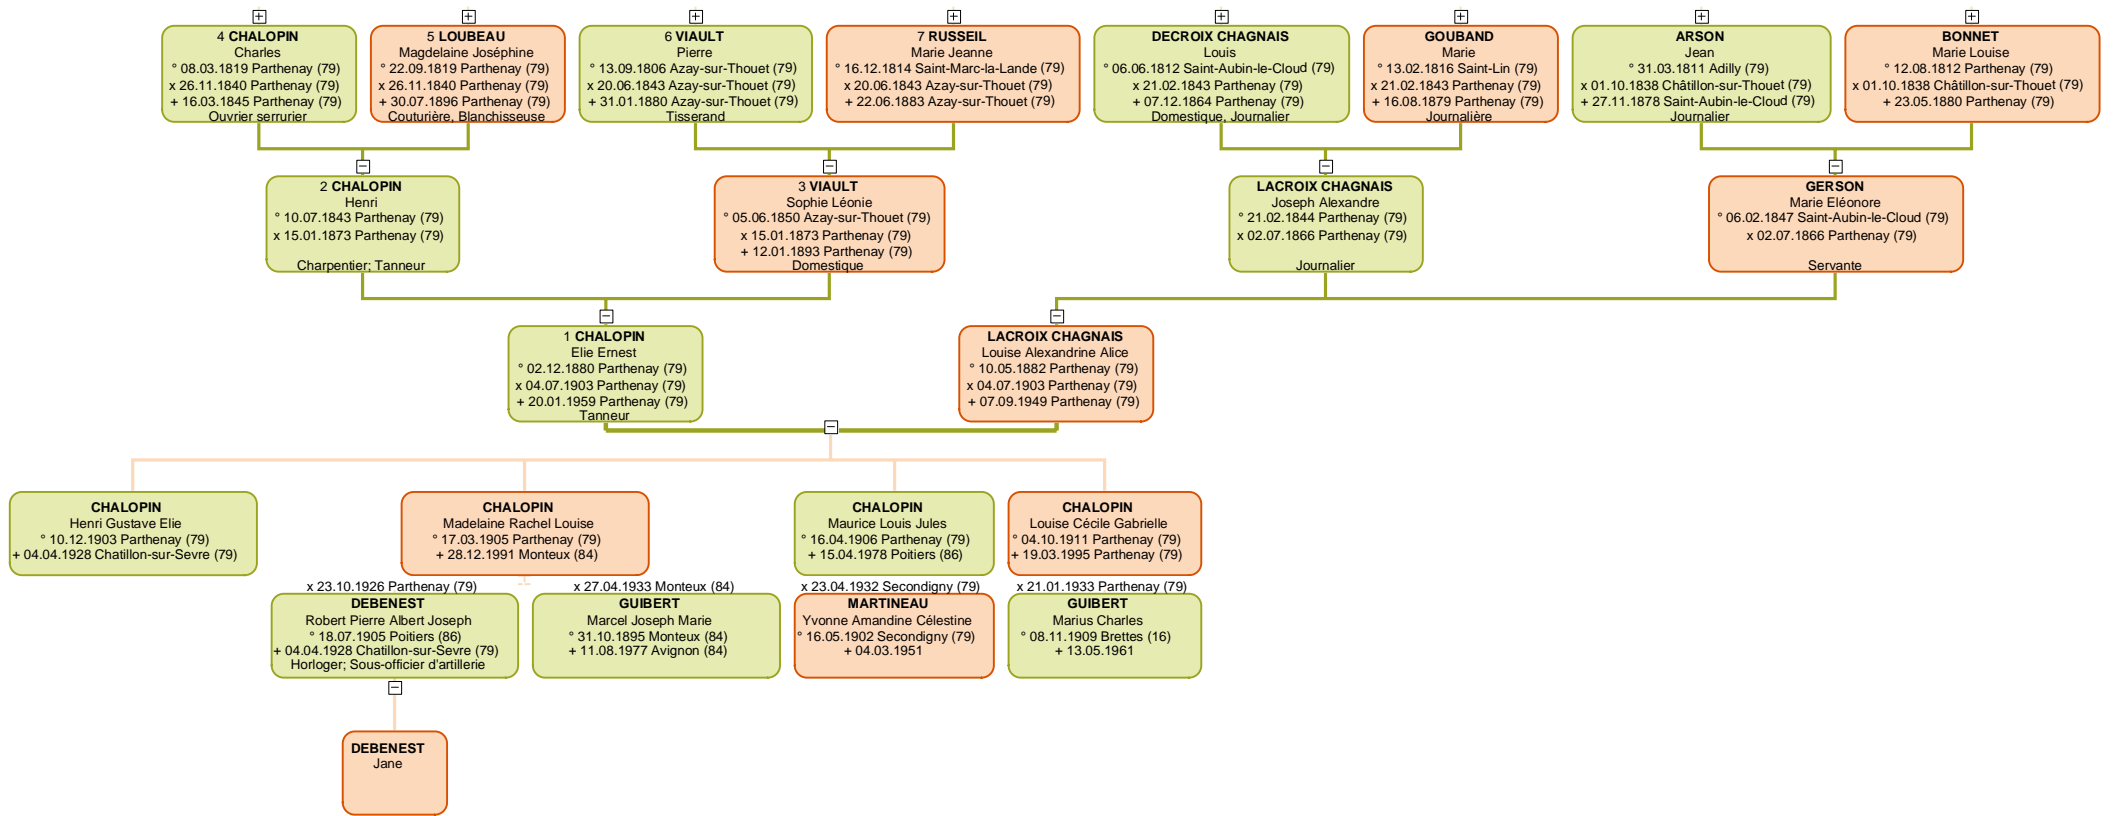 4 CHALOPIN
Charles
° 08.03.1819 Parthenay (79)
x 26.11.1840 Parthenay (79)
+ 16.03.1845 Parthenay (79)
Ouvrier serrurier
5 LOUBEAU
Magdelaine Joséphine
° 22.09.1819 Parthenay (79)
x 26.11.1840 Parthenay (79)
+ 30.07.1896 Parthenay (79)
Couturière, Blanchisseuse
6 VIAULT
Pierre
° 13.09.1806 Azay-sur-Thouet (79)
x 20.06.1843 Azay-sur-Thouet (79)
+ 31.01.1880 Azay-sur-Thouet (79)
Tisserand
7 RUSSEIL
Marie Jeanne
° 16.12.1814 Saint-Marc-la-Lande (79)
x 20.06.1843 Azay-sur-Thouet (79)
+ 22.06.1883 Azay-sur-Thouet (79)
DECROIX CHAGNAIS
Louis
° 06.06.1812 Saint-Aubin-le-Cloud (79)
x 21.02.1843 Parthenay (79)
+ 07.12.1864 Parthenay (79)
Domestique, Journalier
GOUBAND
Marie
° 13.02.1816 Saint-Lin (79)
x 21.02.1843 Parthenay (79)
+ 16.08.1879 Parthenay (79)
Journalière
ARSON
Jean
° 31.03.1811 Adilly (79)
x 01.10.1838 Châtillon-sur-Thouet (79)
+ 27.11.1878 Saint-Aubin-le-Cloud (79)
Journalier
BONNET
Marie Louise
° 12.08.1812 Parthenay (79)
x 01.10.1838 Châtillon-sur-Thouet (79)
+ 23.05.1880 Parthenay (79)
2 CHALOPIN
Henri
° 10.07.1843 Parthenay (79)
x 15.01.1873 Parthenay (79)
Charpentier; Tanneur
3 VIAULT
Sophie Léonie
° 05.06.1850 Azay-sur-Thouet (79)
x 15.01.1873 Parthenay (79)
+ 12.01.1893 Parthenay (79)
Domestique
LACROIX CHAGNAIS
Joseph Alexandre
° 21.02.1844 Parthenay (79)
x 02.07.1866 Parthenay (79)
Journalier
GERSON
Marie Eléonore
° 06.02.1847 Saint-Aubin-le-Cloud (79)
x 02.07.1866 Parthenay (79)
Servante
1 CHALOPIN
Elie Ernest
° 02.12.1880 Parthenay (79)
x 04.07.1903 Parthenay (79)
+ 20.01.1959 Parthenay (79)
Tanneur
LACROIX CHAGNAIS
Louise Alexandrine Alice
° 10.05.1882 Parthenay (79)
x 04.07.1903 Parthenay (79)
+ 07.09.1949 Parthenay (79)
CHALOPIN
Henri Gustave Elie
° 10.12.1903 Parthenay (79)
+ 04.04.1928 Chatillon-sur-Sevre (79)
CHALOPIN
Madelaine Rachel Louise
° 17.03.1905 Parthenay (79)
+ 28.12.1991 Monteux (84)
CHALOPIN
Maurice Louis Jules
° 16.04.1906 Parthenay (79)
+ 15.04.1978 Poitiers (86)
CHALOPIN
Louise Cécile Gabrielle
° 04.10.1911 Parthenay (79)
+ 19.03.1995 Parthenay (79)
x 23.10.1926 Parthenay (79)
DEBENEST
Robert Pierre Albert Joseph
° 18.07.1905 Poitiers (86)
+ 04.04.1928 Chatillon-sur-Sevre (79)
Horloger; Sous-officier d'artillerie
x 27.04.1933 Monteux (84)
GUIBERT
Marcel Joseph Marie
° 31.10.1895 Monteux (84)
+ 11.08.1977 Avignon (84)
x 23.04.1932 Secondigny (79)
MARTINEAU
Yvonne Amandine Célestine
° 16.05.1902 Secondigny (79)
+ 04.03.1951
x 21.01.1933 Parthenay (79)
GUIBERT
Marius Charles
° 08.11.1909 Brettes (16)
+ 13.05.1961
DEBENEST
Jane